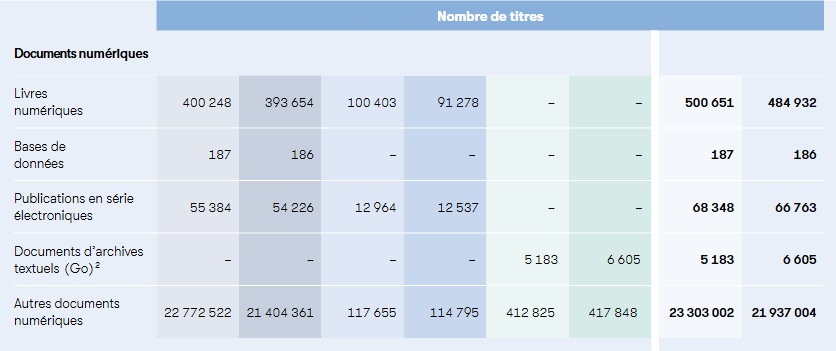 Nombre de titres
Documents numériques
Livres
numériques 400 248 393 654 100 403 91 278 – – 500 651 484 932
Bases de
données 187 186 – – – – 187 186
Publications en série
électroniques 55 384 54 226 12 964 12 537 – – 68 348 66 763
Documents d'archives
textuels (Go)² – – – – 5 183 6 605 5 183 6 605
Autres documents
numériques 22 772 522 21 404 361 117 655 114 795 412 825 417 848 23 303 002 21 937 004